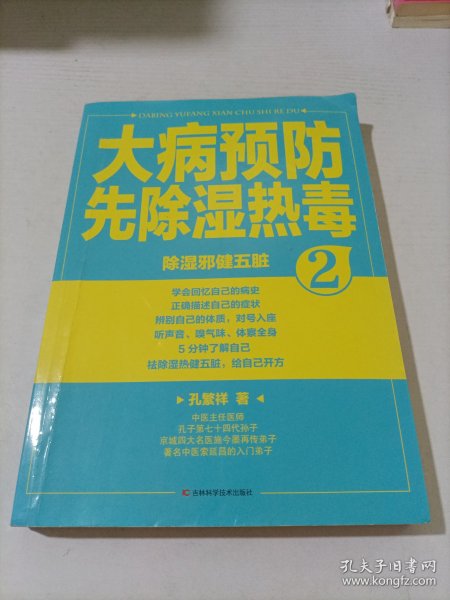 DABING YUFANG XIAN CHU SHI RE DU
大病预防
先除湿热毒
除湿邪健五脏
2
学会回忆自己的病史
正确描述自己的症状
辨别自己的体质，对号入座
听声音、嗅气味、体察全身
5分钟了解自己
祛除湿热健五脏，给自己开方
孔繁祥 著
中医主任医师
孔子第七十四代孙子
京城四大名医施今墨再传弟子
著名中医索延昌的入门弟子
吉林科学技术出版社
孔夫子旧书网
www.kongfz.com